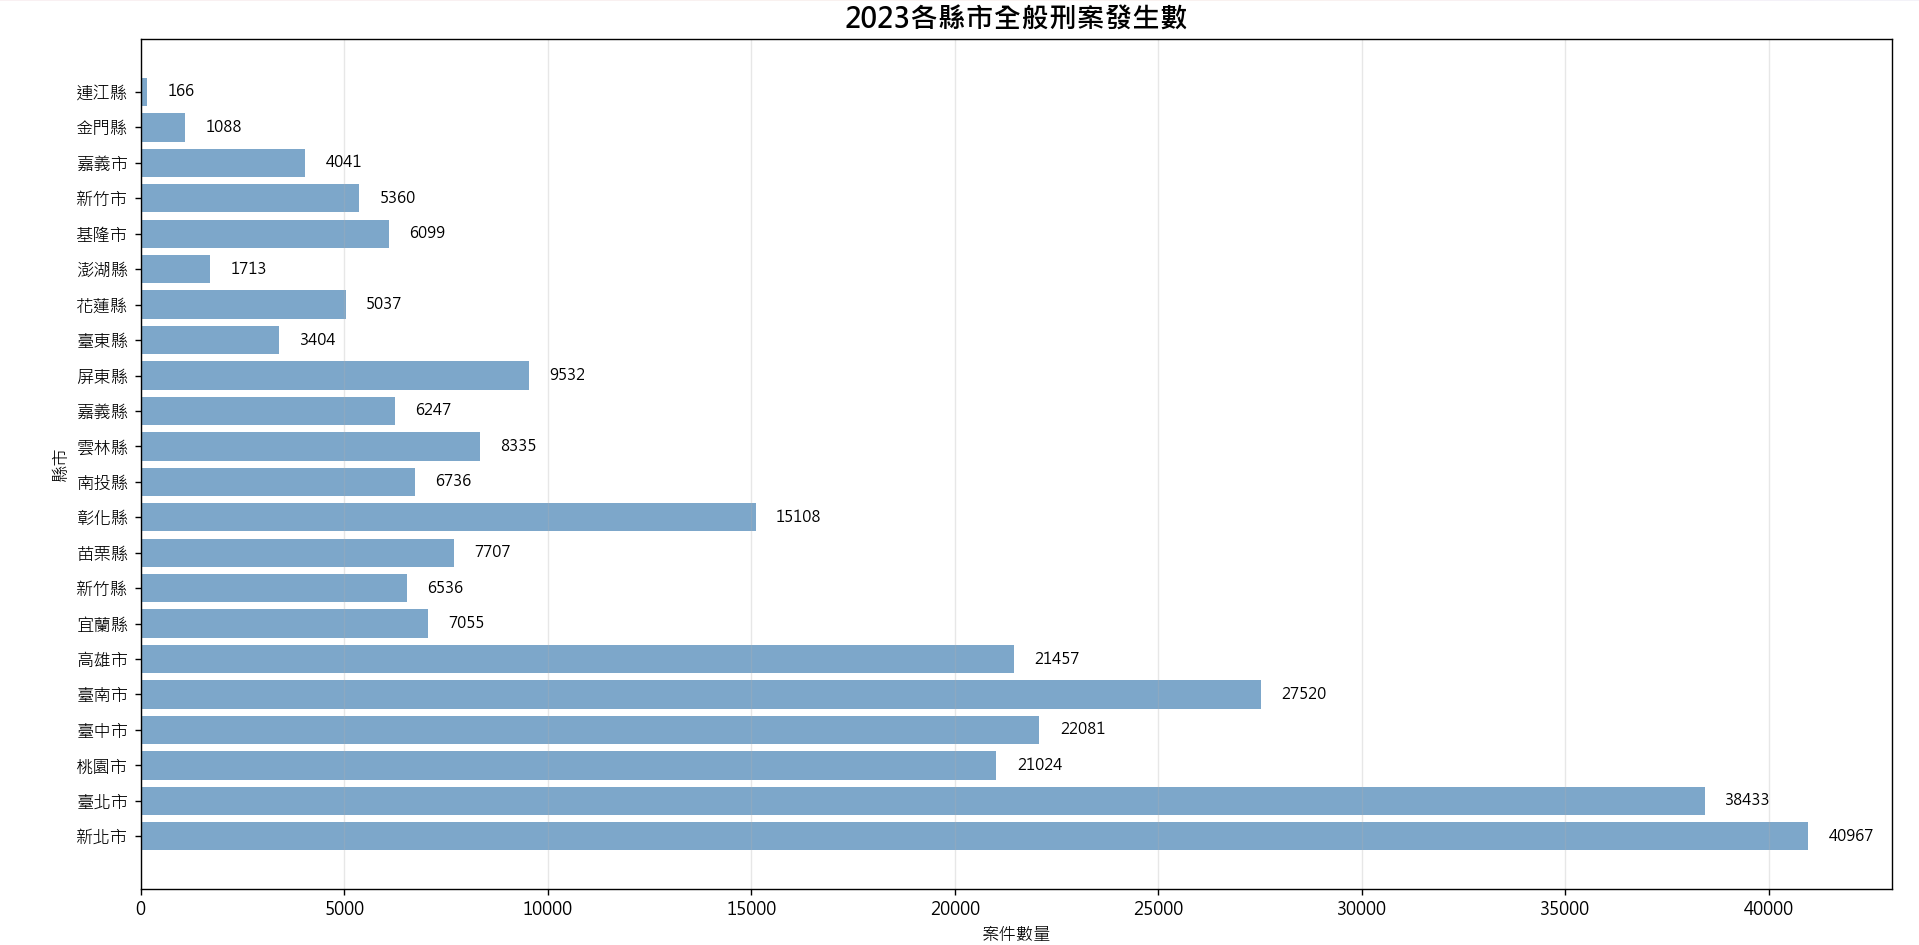 2023各縣市全般刑案發生數
連江縣 166
金門縣 1088
嘉義市 4041
新竹市 5360
基隆市 6099
澎湖縣 1713
花蓮縣 5037
臺東縣 3404
屏東縣 9532
嘉義縣 6247
雲林縣 8335
南投縣 6736
彰化縣 15108
苗栗縣 7707
新竹縣 6536
宜蘭縣 7055
高雄市 21457
臺南市 27520
臺中市 22081
桃園市 21024
臺北市 38433
新北市 40967
縣市
0 5000 10000 15000 20000 25000 30000 35000 40000
案件數量